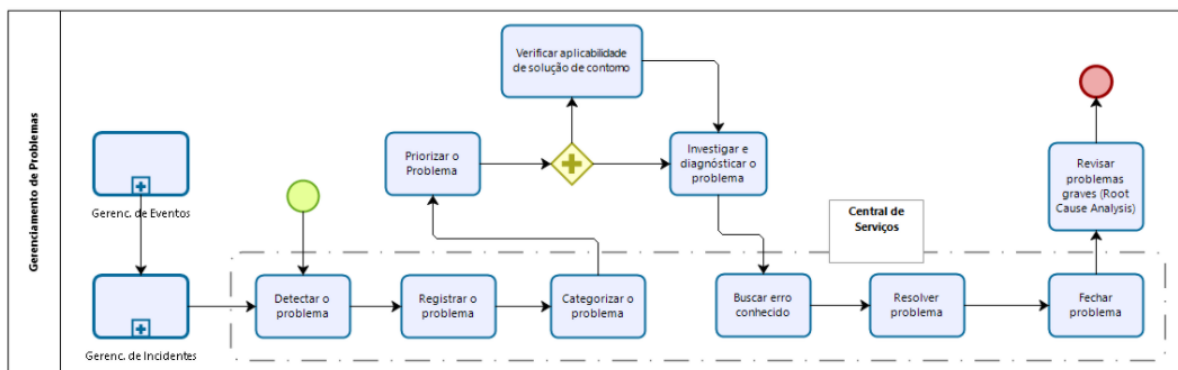 Gerenciamento de Problemas
Verificar aplicabilidade
de solução de contorno
Priorizar o
Problema
Investigar e
diagnósticar o
problema
Revisar
problemas
graves (Root
Cause Analysis)
Gerenc. de Eventos
Central de
Serviços
Detectar o
problema
Registrar o
problema
Categorizar o
problema
Buscar erro
conhecido
Resolver
problema
Fechar
problema
Gerenc. de Incidentes